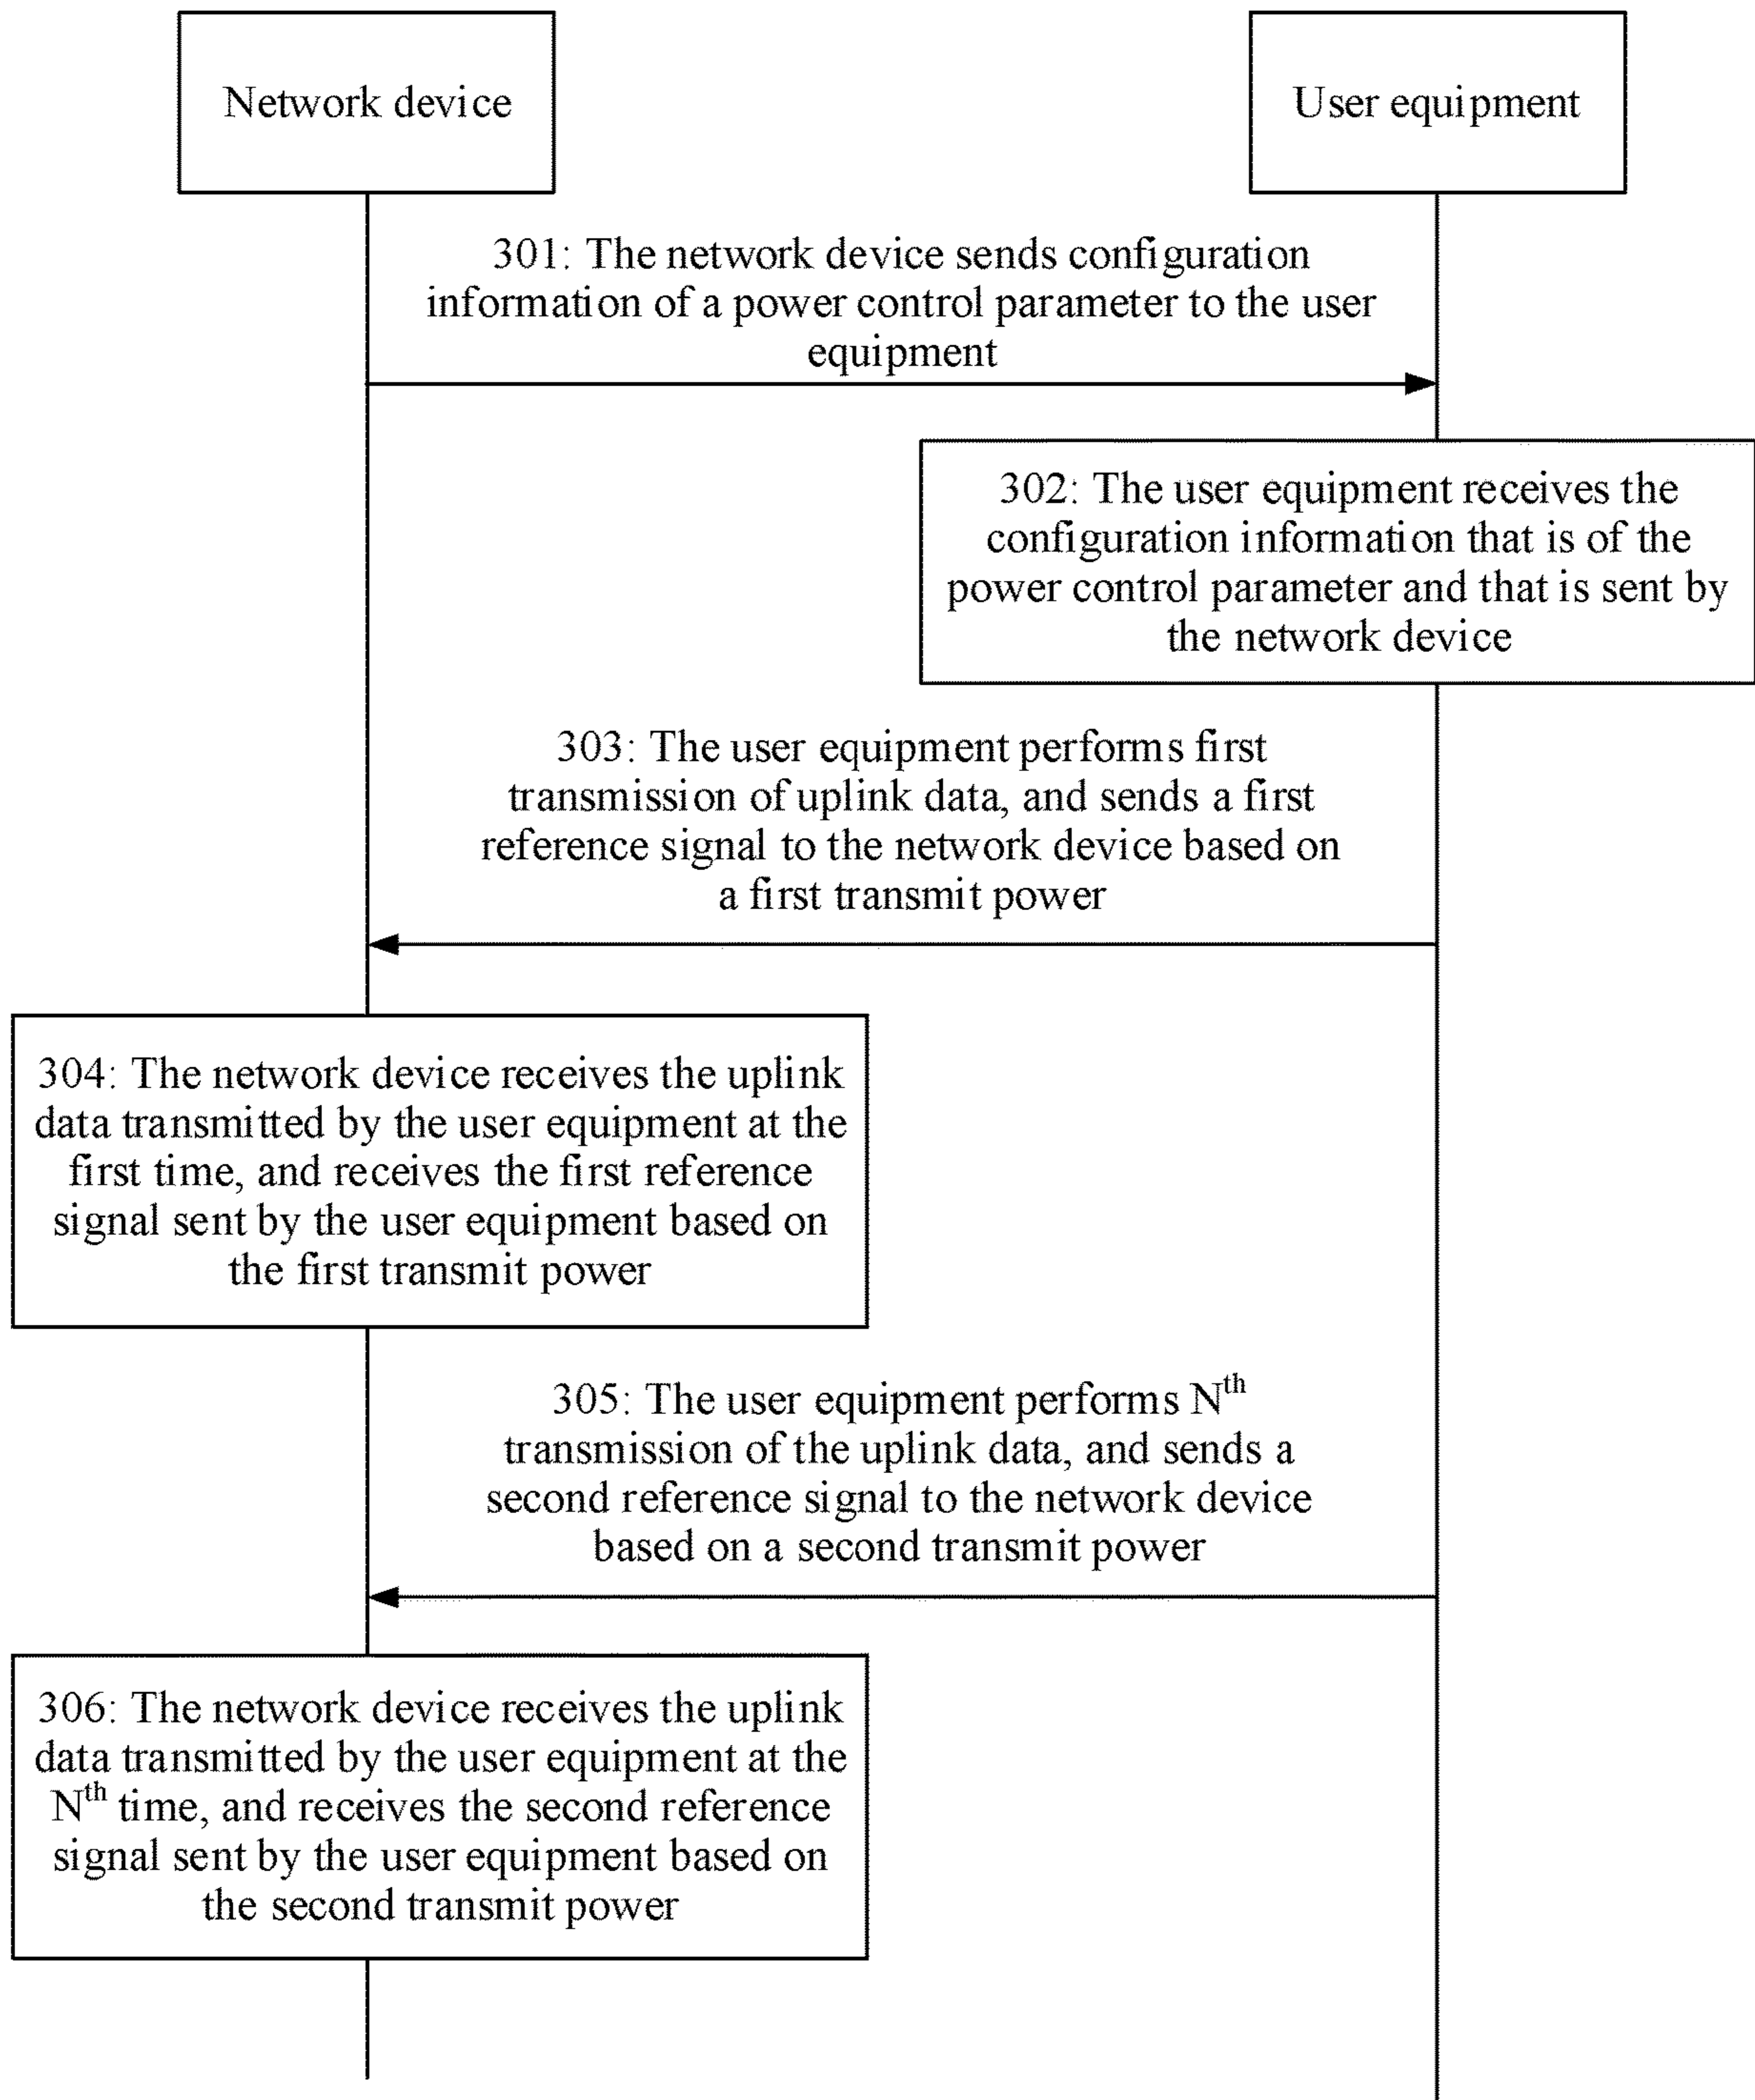 Network device
User equipment
301: The network device sends configuration
information of a power control parameter to the user
equipment
302: The user equipment receives the
configuration information that is of the
power control parameter and that is sent by
the network device
303: The user equipment performs first
transmission of uplink data, and sends a first
reference signal to the network device based on
a first transmit power
304: The network device receives the uplink
data transmitted by the user equipment at the
first time, and receives the first reference
signal sent by the user equipment based on
the first transmit power
305: The user equipment performs Nth
transmission of the uplink data, and sends a
second reference signal to the network device
based on a second transmit power
306: The network device receives the uplink
data transmitted by the user equipment at the
Nth time, and receives the second reference
signal sent by the user equipment based on
the second transmit power